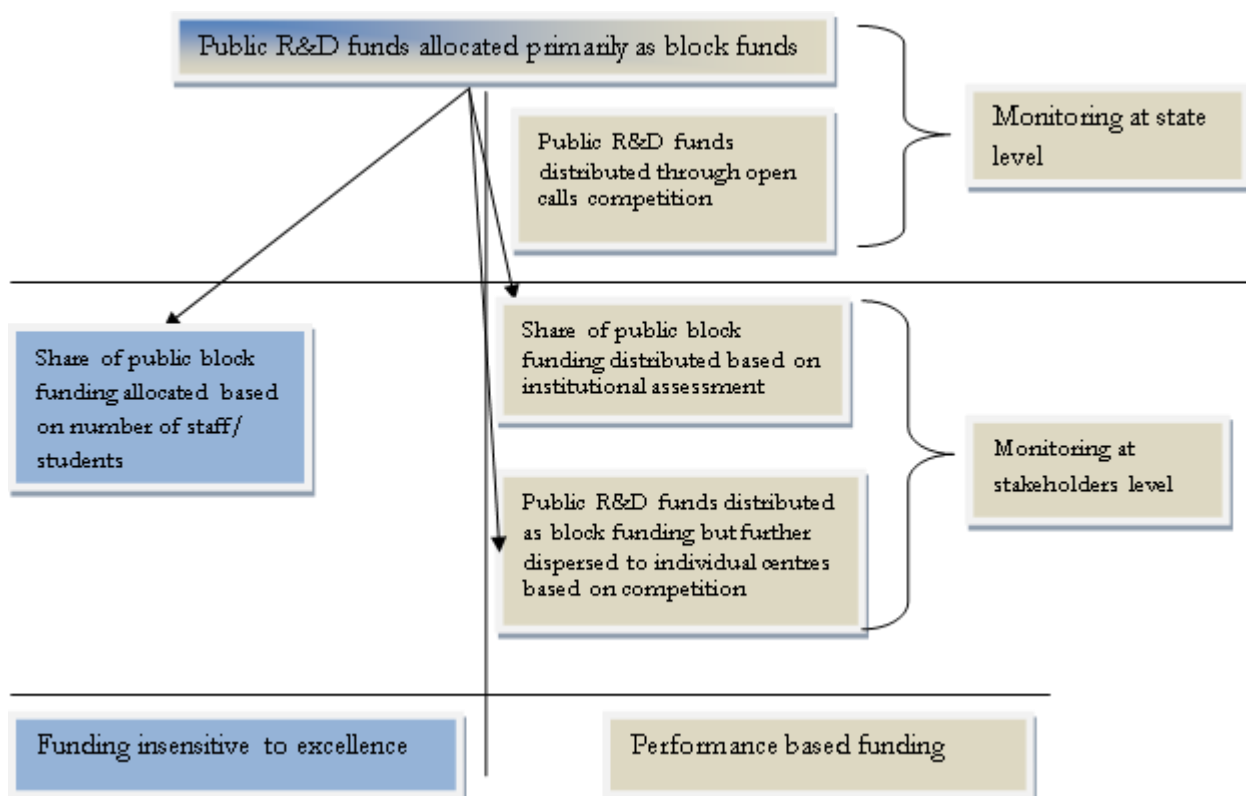 Public R&D funds allocated primarily as block funds
Public R&D funds
distributed through open
calls competition
Monitoring at state
level
Share of public block
funding allocated based
on number of staff/
students
Share of public block
funding distributed based on
institutional assessment
Public R&D funds distributed
as block funding but further
dispersed to individual centres
based on competition
Monitoring at
stakeholders level
Funding insensitive to excellence
Performance based funding